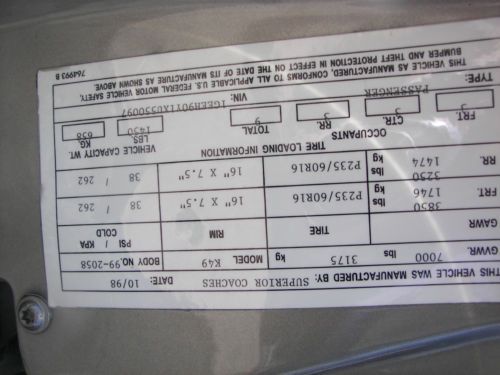 THIS VEHICLE WAS MANUFACTURED BY: SUPERIOR COACHES DATE: 10/98
GVWR. 7000 lbs 3175 kg MODEL K49 BODY NO. 99-2058
GAWR TIRE RIM PSI / KPA COLD
FRT. 3850 lbs 1746 kg P235/60R16 16" X 7.5" 38 / 262
RR. 3250 lbs 1474 kg P235/60R16 16" X 7.5" 38 / 262
TIRE LOADING INFORMATION
OCCUPANTS VEHICLE CAPACITY WT.
FRT. 3 CTR. 3 RR. 3 TOTAL 9 LBS 1450 KG 658
TYPE: PASSENGER VIN: 1GEEH90Y1XU550097
THIS VEHICLE, AS MANUFACTURED, CONFORMS TO ALL APPLICABLE U.S. FEDERAL MOTOR VEHICLE SAFETY,
BUMPER AND THEFT PROTECTION IN EFFECT ON THE DATE OF ITS MANUFACTURE AS SHOWN ABOVE.
764993 B